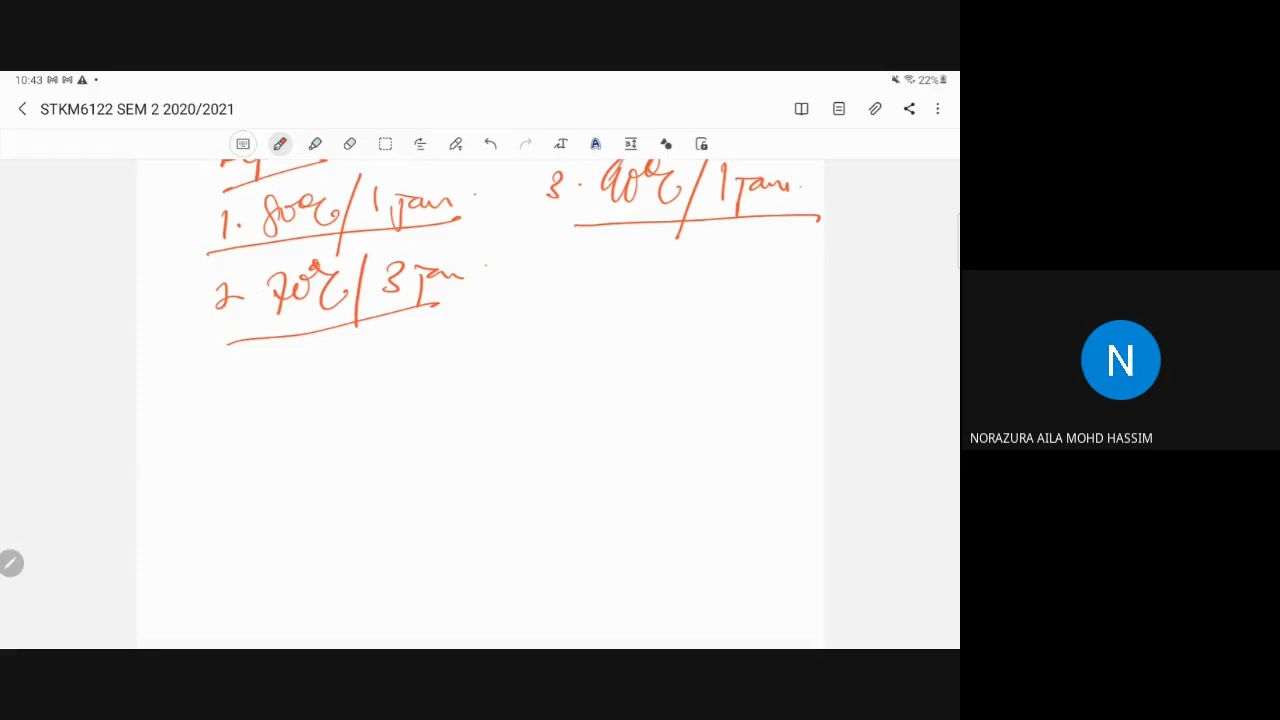 10:43
22%
STKM6122 SEM 2 2020/2021
1. 80°C / 1 jam
3. 90°C / 1 jam
2 70°C / 3 jam
N
NORAZURA AILA MOHD HASSIM